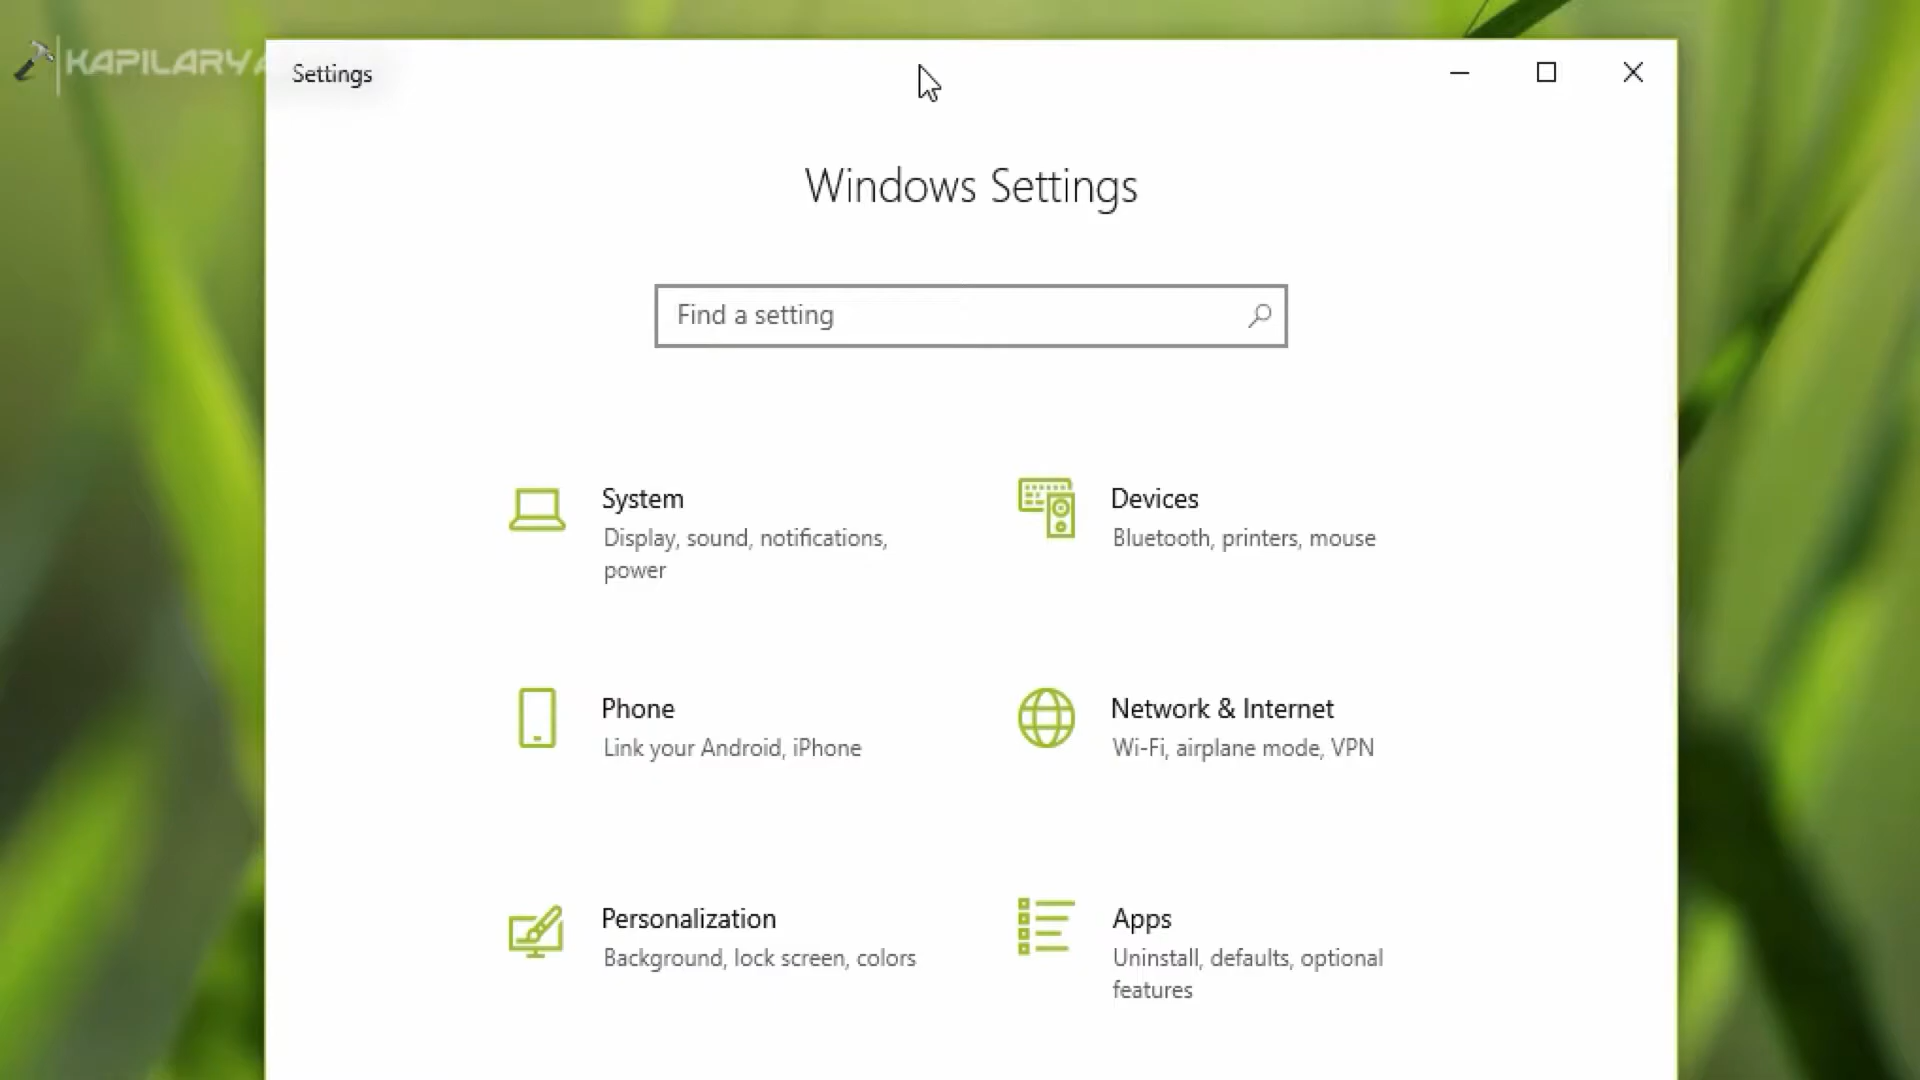 KAPILARYA
Settings
Windows Settings
Find a setting
System
Display, sound, notifications,
power
Devices
Bluetooth, printers, mouse
Phone
Link your Android, iPhone
Network & Internet
Wi-Fi, airplane mode, VPN
Personalization
Background, lock screen, colors
Apps
Uninstall, defaults, optional
features